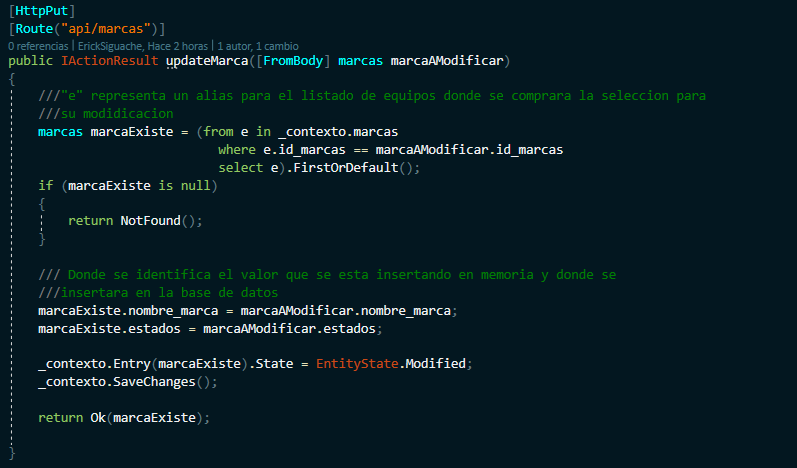 [HttpPut]
[Route("api/marcas")]
0 referencias | ErickSiguache, Hace 2 horas | 1 autor, 1 cambio
public IActionResult updateMarca([FromBody] marcas marcaAModificar)
{
///"e" representa un alias para el listado de equipos donde se comprara la seleccion para
///su modidicacion
marcas marcaExiste = (from e in _contexto.marcas
where e.id_marcas == marcaAModificar.id_marcas
select e).FirstOrDefault();
if (marcaExiste is null)
{
return NotFound();
}
/// Donde se identifica el valor que se esta insertando en memoria y donde se
///insertara en la base de datos
marcaExiste.nombre_marca = marcaAModificar.nombre_marca;
marcaExiste.estados = marcaAModificar.estados;
_contexto.Entry(marcaExiste).State = EntityState.Modified;
_contexto.SaveChanges();
return Ok(marcaExiste);
}